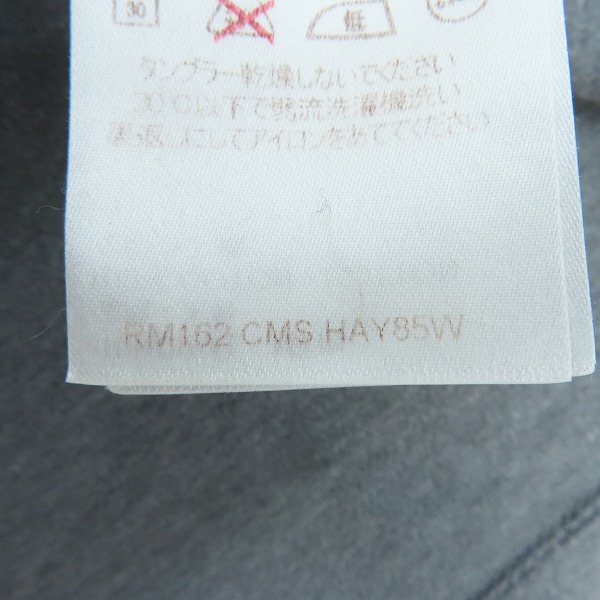 30
低
タンブラー乾燥しないでください
30℃以下で弱流洗濯機洗い
裏返しにしてアイロンをあててください
RM162 CMS HAY85W